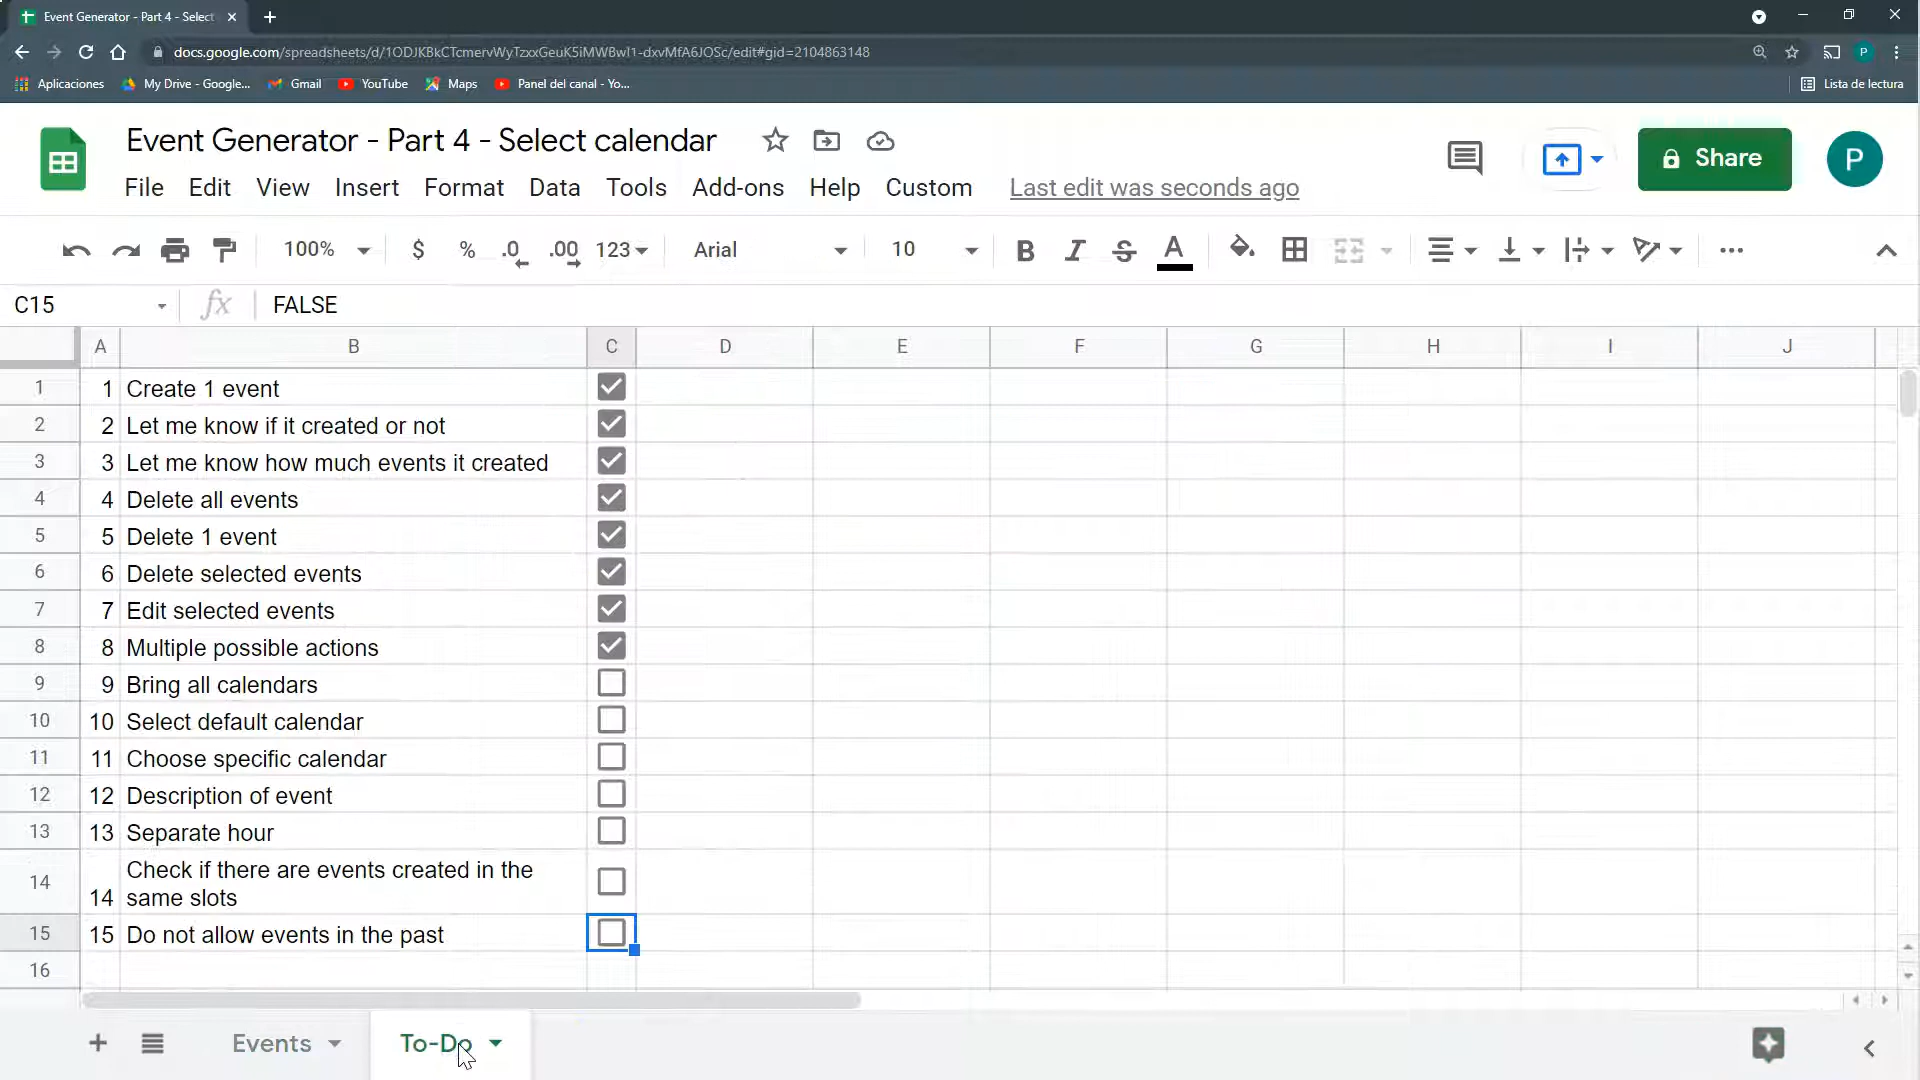 Event Generator - Part 4 - Select
docs.google.com/spreadsheets/d/1ODJKBkCTcmervWyTzxxGeuK5iMWBwI1-dxvMfA6JOSc/edit#gid=2104863148
P
Aplicaciones
My Drive - Google...
Gmail
YouTube
Maps
Panel del canal - Yo...
Lista de lectura
Event Generator - Part 4 - Select calendar
Share
P
File Edit View Insert Format Data Tools Add-ons Help Custom Last edit was seconds ago
100% $ % .0 .00 123 Arial 10 B I S A
C15 fx FALSE
A B C D E F G H I J
1 1 Create 1 event
2 2 Let me know if it created or not
3 3 Let me know how much events it created
4 4 Delete all events
5 5 Delete 1 event
6 6 Delete selected events
7 7 Edit selected events
8 8 Multiple possible actions
9 9 Bring all calendars
10 10 Select default calendar
11 11 Choose specific calendar
12 12 Description of event
13 13 Separate hour
14 14 Check if there are events created in the
same slots
15 15 Do not allow events in the past
16
Events To-Do